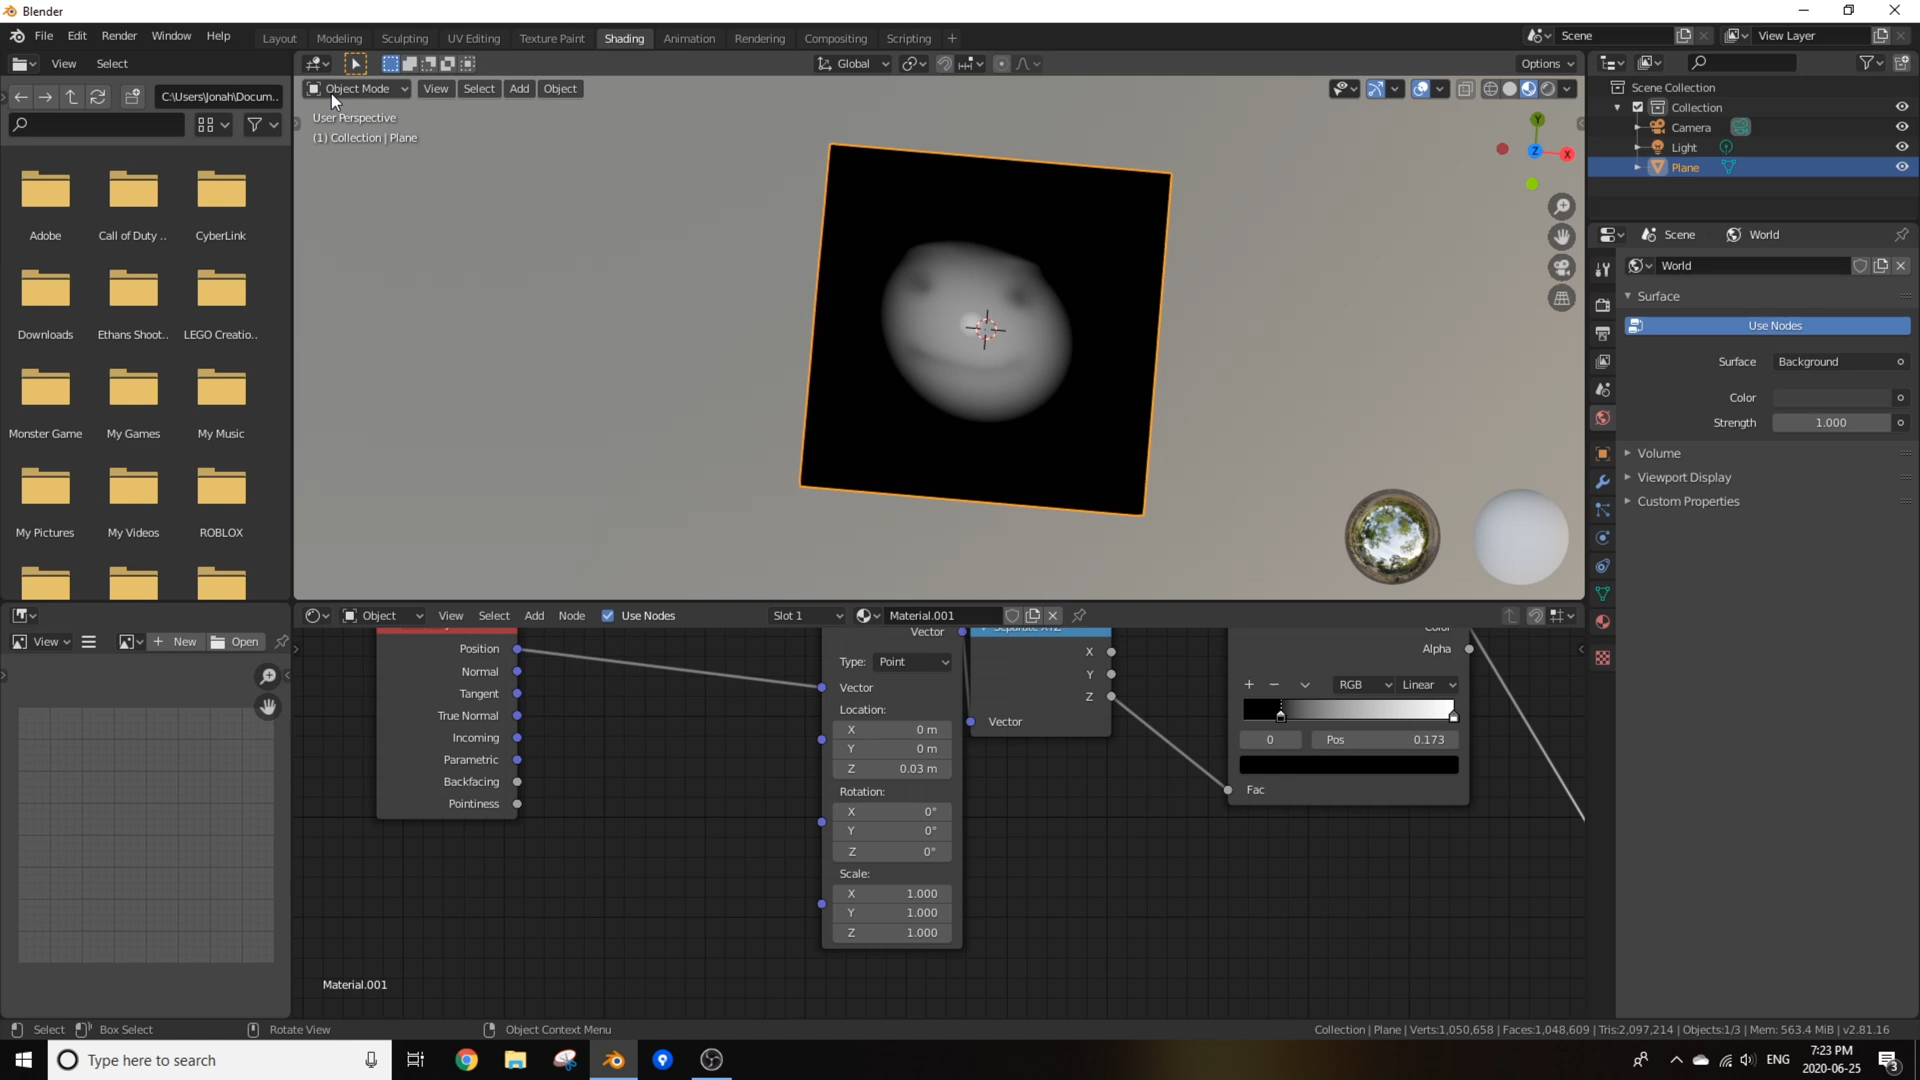 Blender
File Edit Render Window Help
Layout Modeling Sculpting UV Editing Texture Paint Shading Animation Rendering Compositing Scripting +
Scene
View Layer
View Select
Global
Options
C:\Users\Jonah\Docum..
Object Mode View Select Add Object
User Perspective
(1) Collection | Plane
Y
Z
X
Adobe
Call of Duty ..
CyberLink
Downloads
Ethans Shoot..
LEGO Creatio..
Monster Game
My Games
My Music
My Pictures
My Videos
ROBLOX
Scene Collection
Collection
Camera
Light
Plane
Scene World
World
Surface
Use Nodes
Surface Background
Color
Strength 1.000
Volume
Viewport Display
Custom Properties
View New Open
Object View Select Add Node Use Nodes Slot 1 Material.001
Position
Normal
Tangent
True Normal
Incoming
Parametric
Backfacing
Pointiness
Vector
Type: Point
Vector
Location:
X 0 m
Y 0 m
Z 0.03 m
Rotation:
X 0°
Y 0°
Z 0°
Scale:
X 1.000
Y 1.000
Z 1.000
Separate XYZ
X
Y
Z
Vector
Color
Alpha
RGB Linear
0 Pos 0.173
Fac
Material.001
Select Box Select Rotate View Object Context Menu
Collection | Plane | Verts:1,050,658 | Faces:1,048,609 | Tris:2,097,214 | Objects:1/3 | Mem: 563.4 MiB | v2.81.16
Type here to search
ENG
7:23 PM
2020-06-25
3